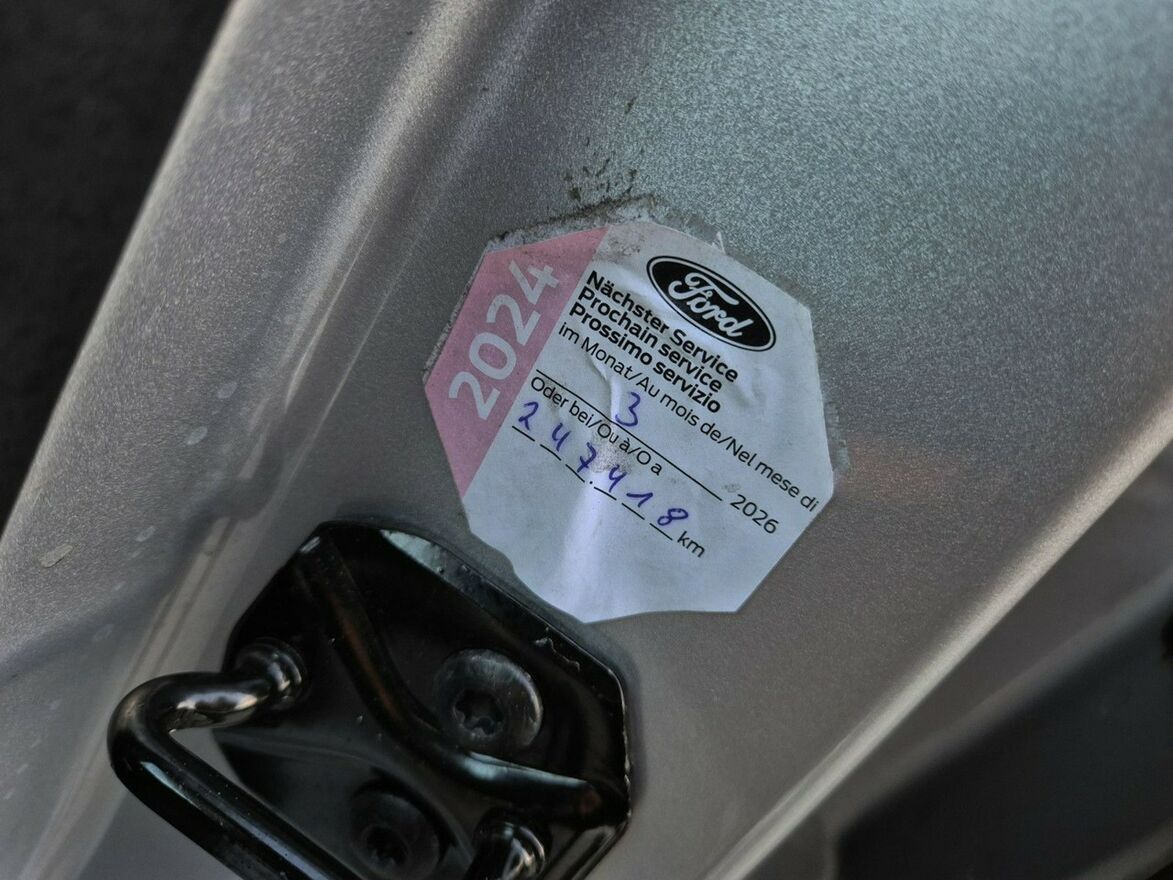 2024
Ford
Nächster Service
Prochain service
Prossimo servizio
im Monat/Au mois de/Nel mese di
3 2026
Oder bei/Ou à/O a
247.418 km